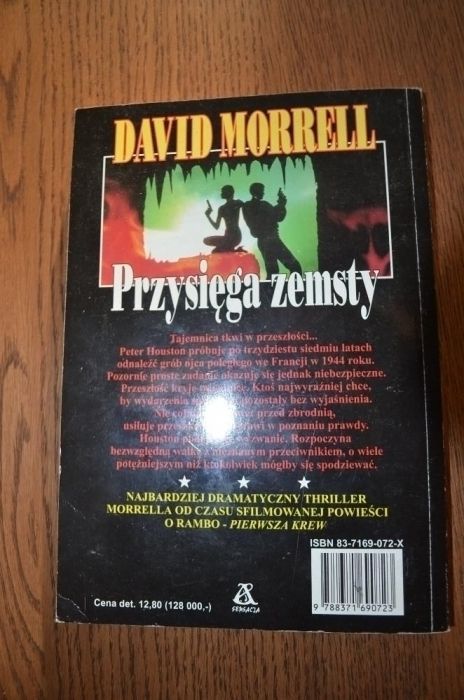 DAVID MORRELL
Przysięga zemsty
Tajemnica tkwi w przeszłości...
Peter Houston próbuje po trzydziestu siedmiu latach
odnaleźć grób ojca poległego we Francji w 1944 roku.
Pozornie proste zadanie okazuje się jednak niebezpieczne.
Przeszłość kryje Ktoś najwyraźniej chce,
by wydarzenia pozostały bez wyjaśnienia.
Nie przed zbrodnią,
usiłuje w poznaniu prawdy.
Houston wyzwanie. Rozpoczyna
bezwzględną walkę z nieznanym przeciwnikiem, o wiele
potężniejszym niż ktokolwiek mógłby się spodziewać.
★ ★ ★
NAJBARDZIEJ DRAMATYCZNY THRILLER
MORRELLA OD CZASU SFILMOWANEJ POWIEŚCI
O RAMBO - PIERWSZA KREW
ISBN 83-7169-072-X
Cena det. 12,80 (128 000,-)
SENSACJA
9 788371 690723